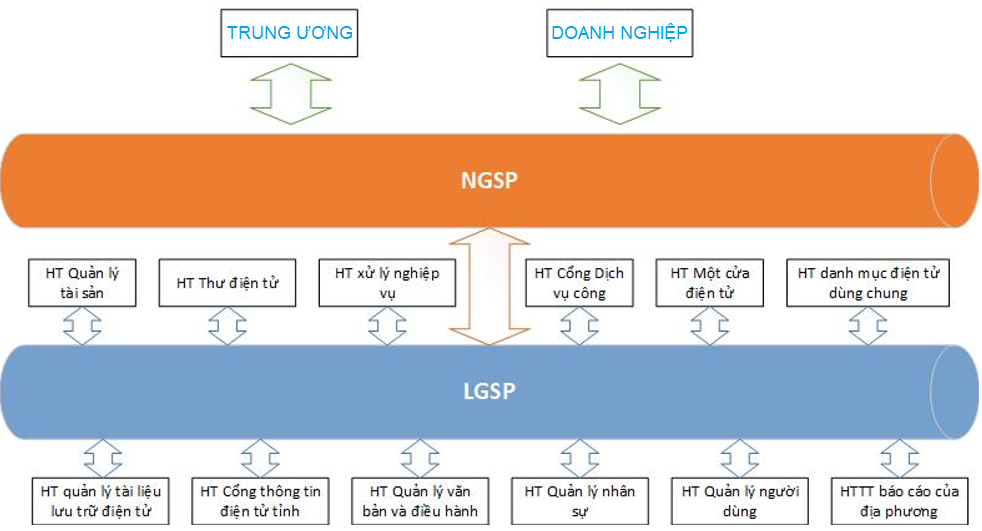 TRUNG ƯƠNG
DOANH NGHIỆP
NGSP
HT Quản lý
tài sản
HT Thư điện tử
HT xử lý nghiệp
vụ
HT Cổng Dịch
vụ công
HT Một cửa
điện tử
HT danh mục điện tử
dùng chung
LGSP
HT quản lý tài liệu
lưu trữ điện tử
HT Cổng thông tin
điện tử tỉnh
HT Quản lý văn
bản và điều hành
HT Quản lý nhân
sự
HT Quản lý người
dùng
HTTT báo cáo của
địa phương